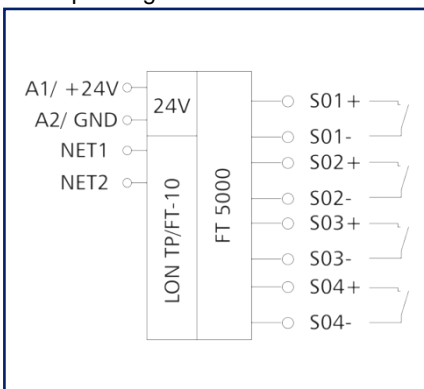 A1/ +24V
A2/ GND
NET1
NET2
24V
LON TP/FT-10
FT 5000
S01+
S01-
S02+
S02-
S03+
S03-
S04+
S04-